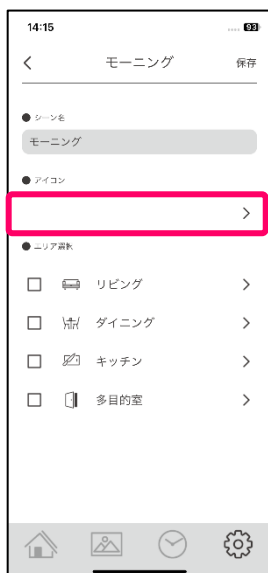 14:15
93
モーニング
保存
● シーン名
モーニング
● アイコン
● エリア選択
リビング
ダイニング
キッチン
多目的室